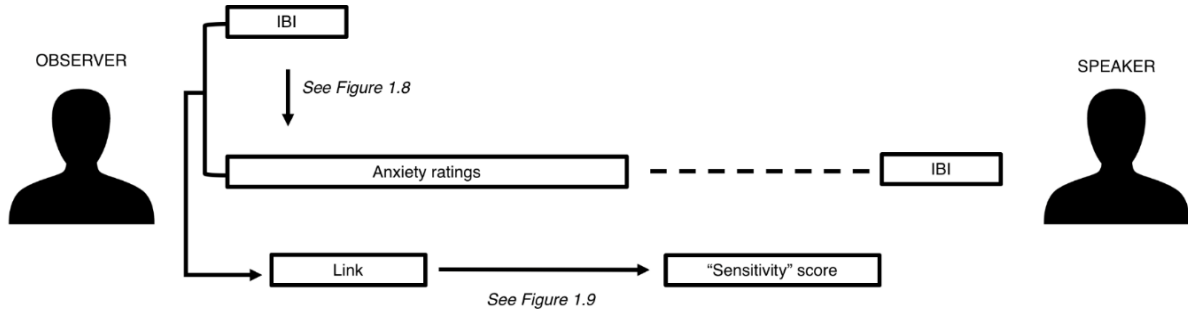 IBI
OBSERVER
SPEAKER
See Figure 1.8
Anxiety ratings
IBI
Link
“Sensitivity” score
See Figure 1.9